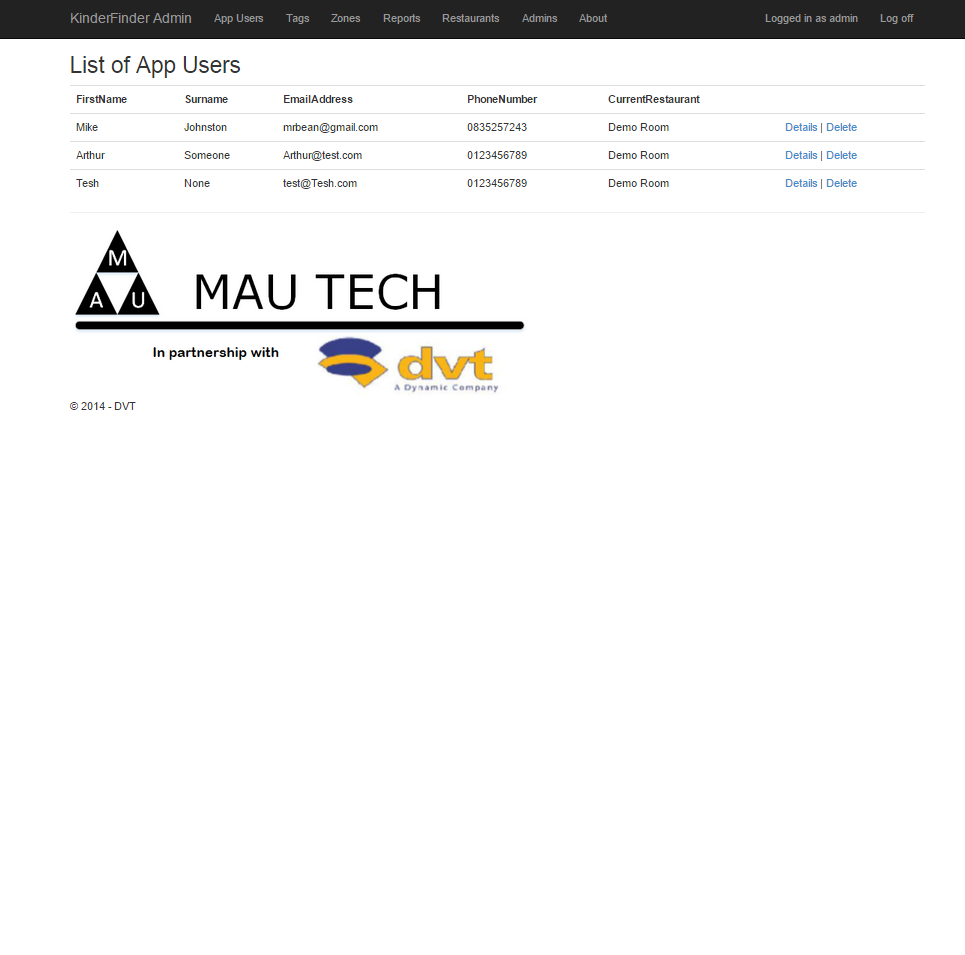 KinderFinder Admin App Users Tags Zones Reports Restaurants Admins About Logged in as admin Log off
List of App Users
FirstName Surname EmailAddress PhoneNumber CurrentRestaurant
Mike Johnston mrbean@gmail.com 0835257243 Demo Room Details | Delete
Arthur Someone Arthur@test.com 0123456789 Demo Room Details | Delete
Tesh None test@Tesh.com 0123456789 Demo Room Details | Delete
M
A U
MAU TECH
In partnership with
dvt
A Dynamic Company
© 2014 - DVT